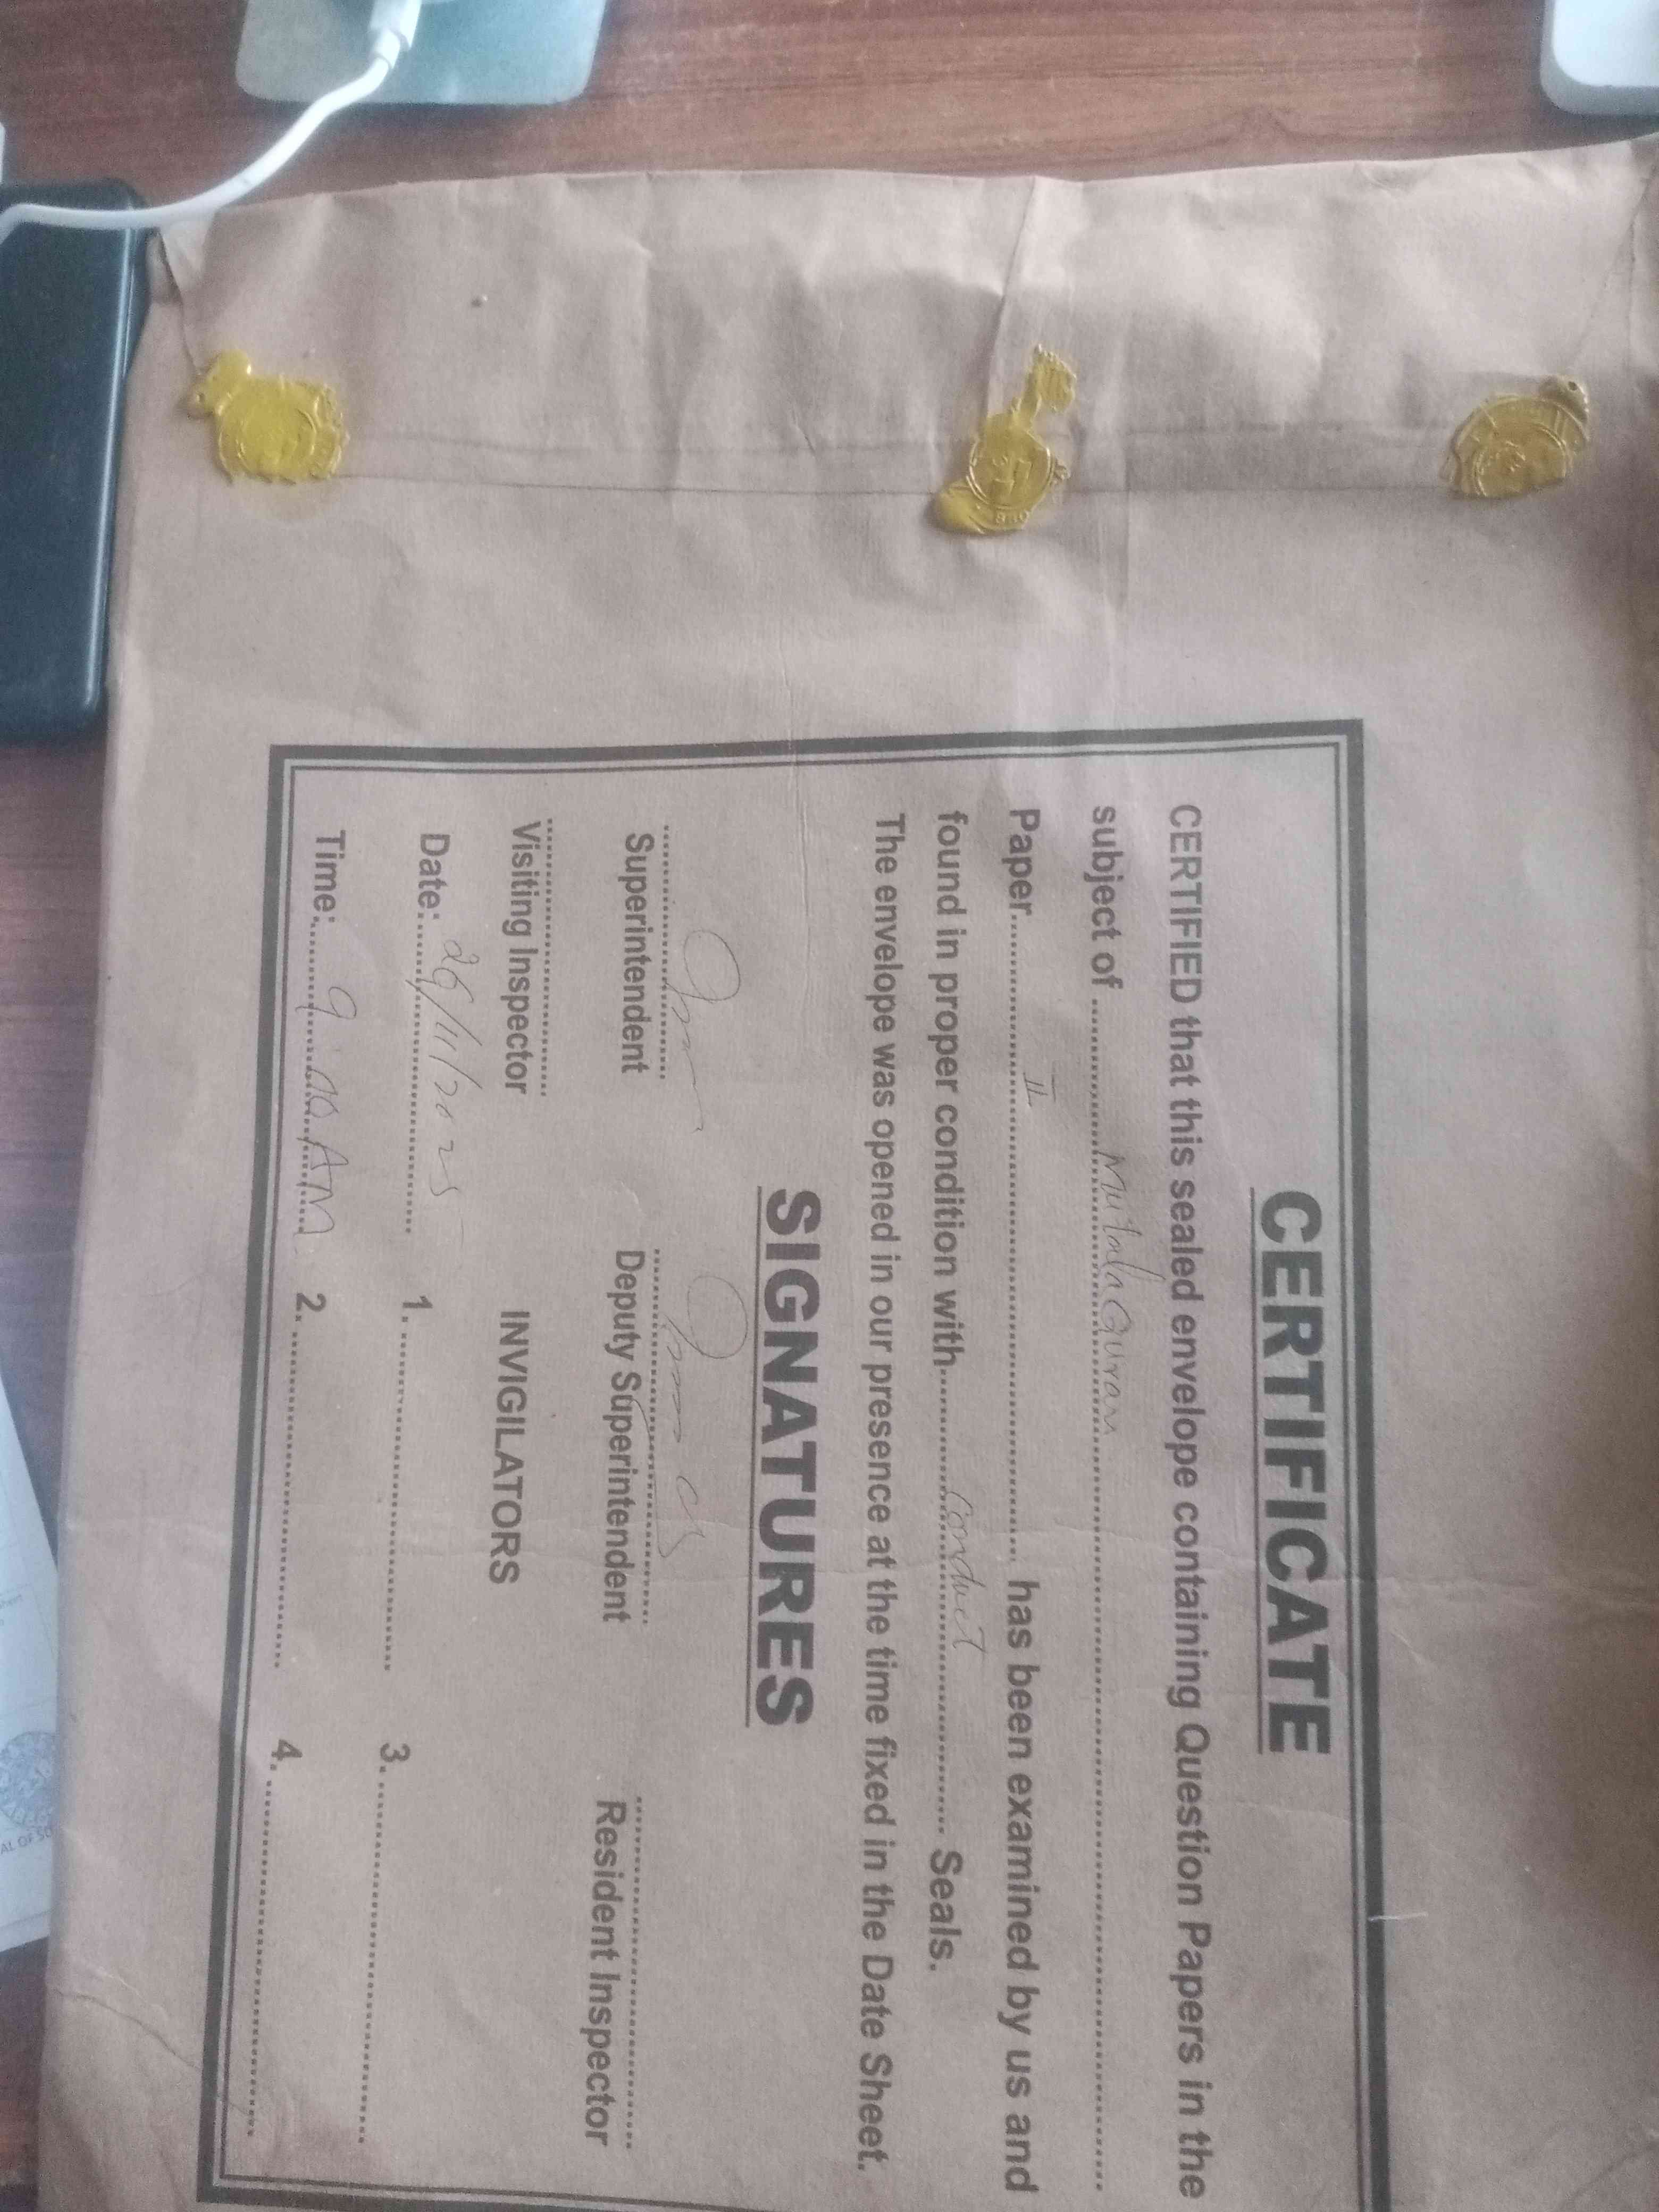 CERTIFICATE
CERTIFIED that this sealed envelope containing Question Papers in the
subject of ........ Mutala Quran ........
Paper ........ II ........ has been examined by us and
found in proper condition with ........ Conduct ........ Seals.
The envelope was opened in our presence at the time fixed in the Date Sheet.
SIGNATURES
Superintendent Deputy Superintendent Resident Inspector
Visiting Inspector INVIGILATORS
Date: /11/2025 1. ........ 3. ........
Time: 9:00 AM 2. ........ 4. ........